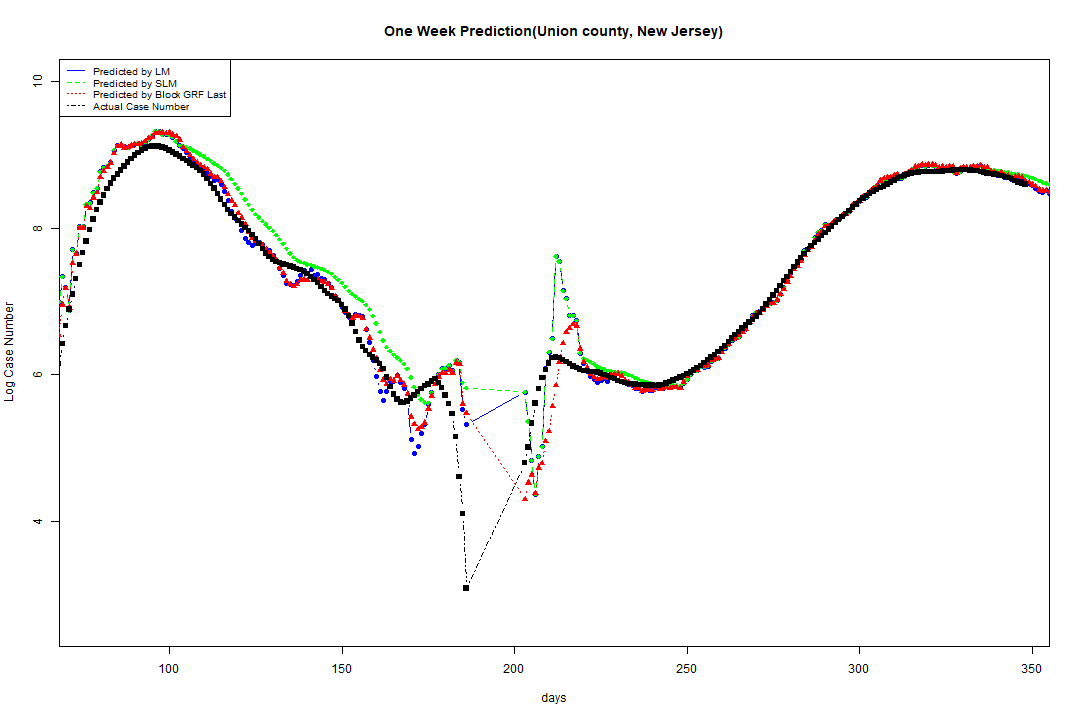 One Week Prediction(Union county, New Jersey)
Predicted by LM
Predicted by SLM
Predicted by Block GRF Last
Actual Case Number
Log Case Number
10
8
6
4
100 150 200 250 300 350
days